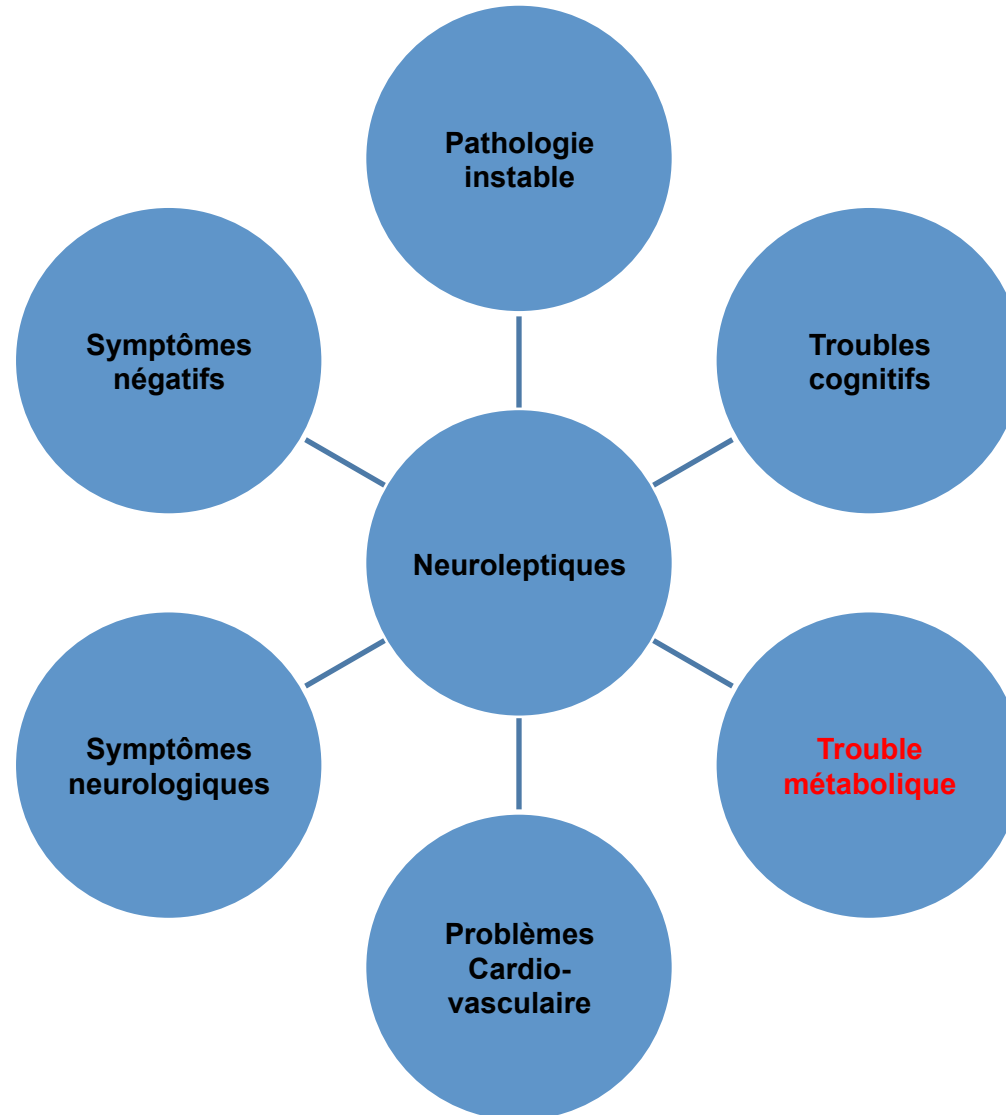 Pathologie
instable
Symptômes
négatifs
Troubles
cognitifs
Neuroleptiques
Symptômes
neurologiques
Trouble
métabolique
Problèmes
Cardio-
vasculaire